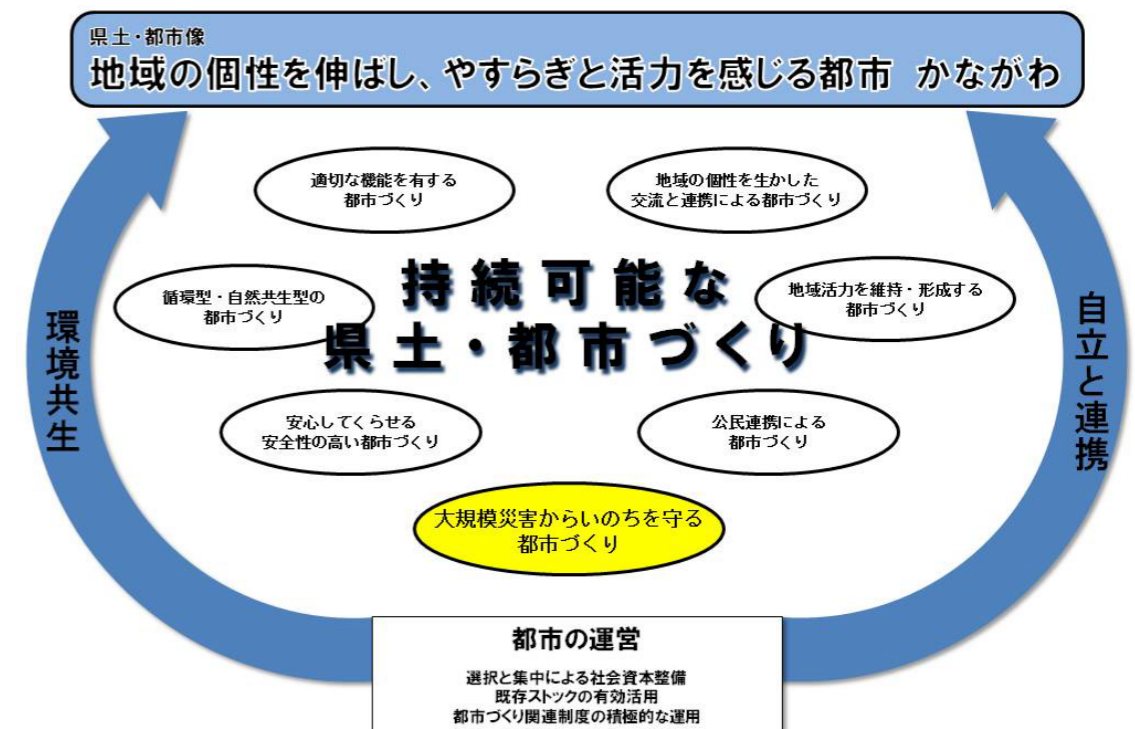 県土・都市像
地域の個性を伸ばし、やすらぎと活力を感じる都市 かながわ
適切な機能を有する
都市づくり
地域の個性を生かした
交流と連携による都市づくり
持続可能な
県土・都市づくり
循環型・自然共生型の
都市づくり
地域活力を維持・形成する
都市づくり
環境共生
自立と連携
安心してくらせる
安全性の高い都市づくり
公民連携による
都市づくり
大規模災害からいのちを守る
都市づくり
都市の運営
選択と集中による社会資本整備
既存ストックの有効活用
都市づくり関連制度の積極的な運用